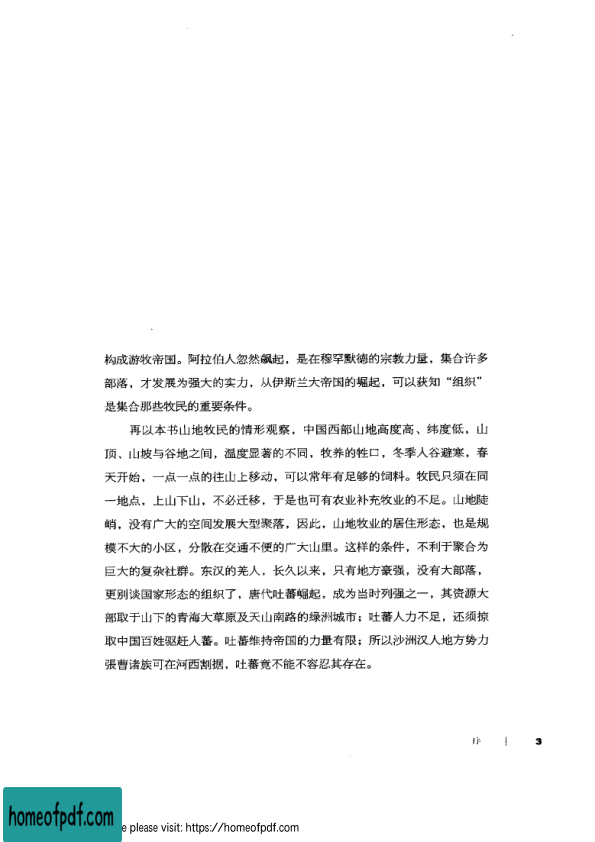 构成游牧帝国。阿拉伯人忽然飙起，是在穆罕默德的宗教力量，集合许多
部落，才发展为强大的实力，从伊斯兰大帝国的崛起，可以获知“组织”
是集合那些牧民的重要条件。
再以本书山地牧民的情形观察，中国西部山地高度高、纬度低，山
顶、山坡与谷地之间，温度显著的不同，牧养的牲口，冬季入谷避寒，春
天开始，一点一点的往山上移动，可以常年有足够的饲料。牧民只须在同
一地点，上山下山，不必迁移，于是也可有农业补充牧业的不足。山地陡
峭，没有广大的空间发展大型聚落，因此，山地牧业的居住形态，也是规
模不大的小区，分散在交通不便的广大山里。这样的条件，不利于聚合为
巨大的复杂社群。东汉的羌人，长久以来，只有地方豪强，没有大部落，
更别谈国家形态的组织了，唐代吐蕃崛起，成为当时列强之一，其资源大
部取于山下的青海大草原及天山南路的绿洲城市；吐蕃人力不足，还须掠
取中国百姓驱赶入蕃。吐蕃维持帝国的力量有限；所以沙洲汉人地方势力
張曹诸族可在河西割据，吐蕃竟不能不容忍其存在。
序 | 3
homeofpdf.com
e please visit: https://homeofpdf.com